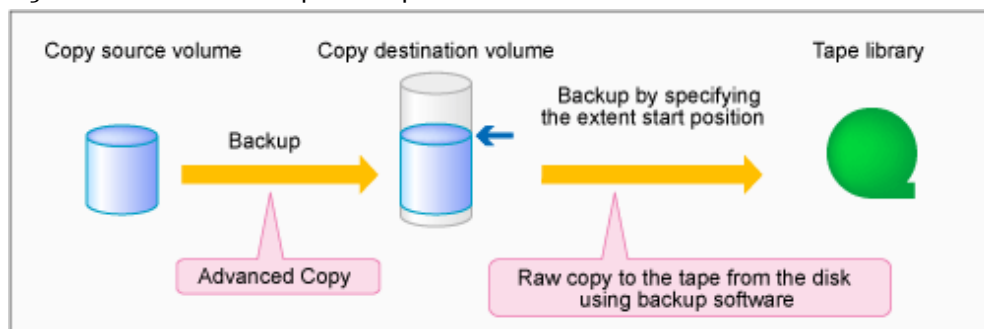 Copy source volume
Copy destination volume
Tape library
Backup
Backup by specifying
the extent start position
Advanced Copy
Raw copy to the tape from the disk
using backup software